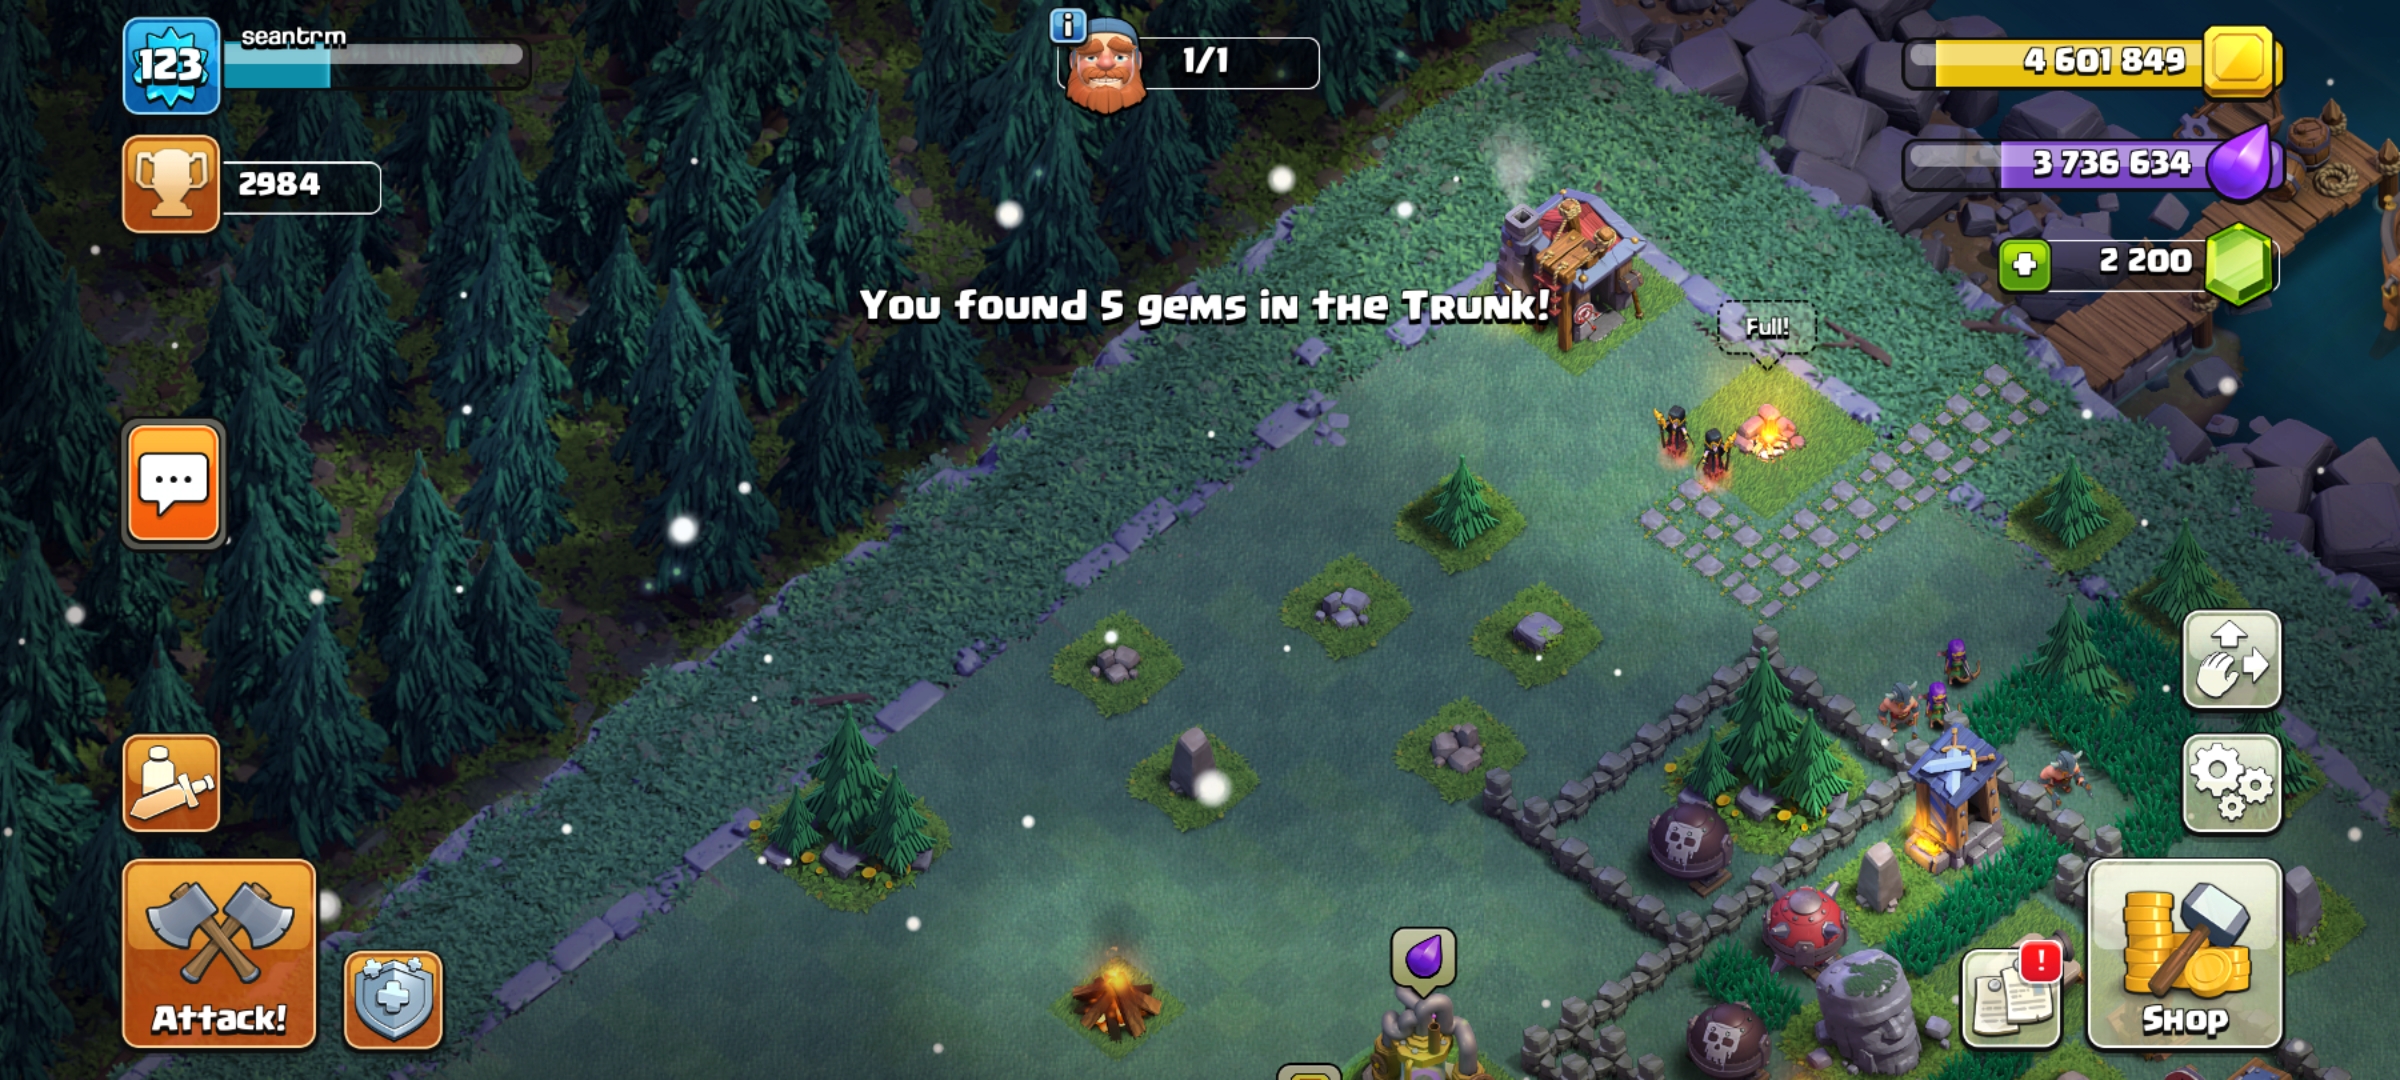 123
seantrm
1/1
4 601 849
2984
3 736 634
2 200
You found 5 gems in the Trunk!
Full!
Attack!
!
Shop